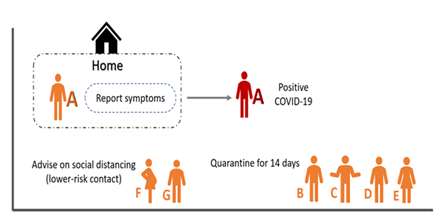 Home
A
Report symptoms
A
Positive
COVID-19
Advise on social distancing
(lower-risk contact)
F
G
Quarantine for 14 days
B
C
D
E